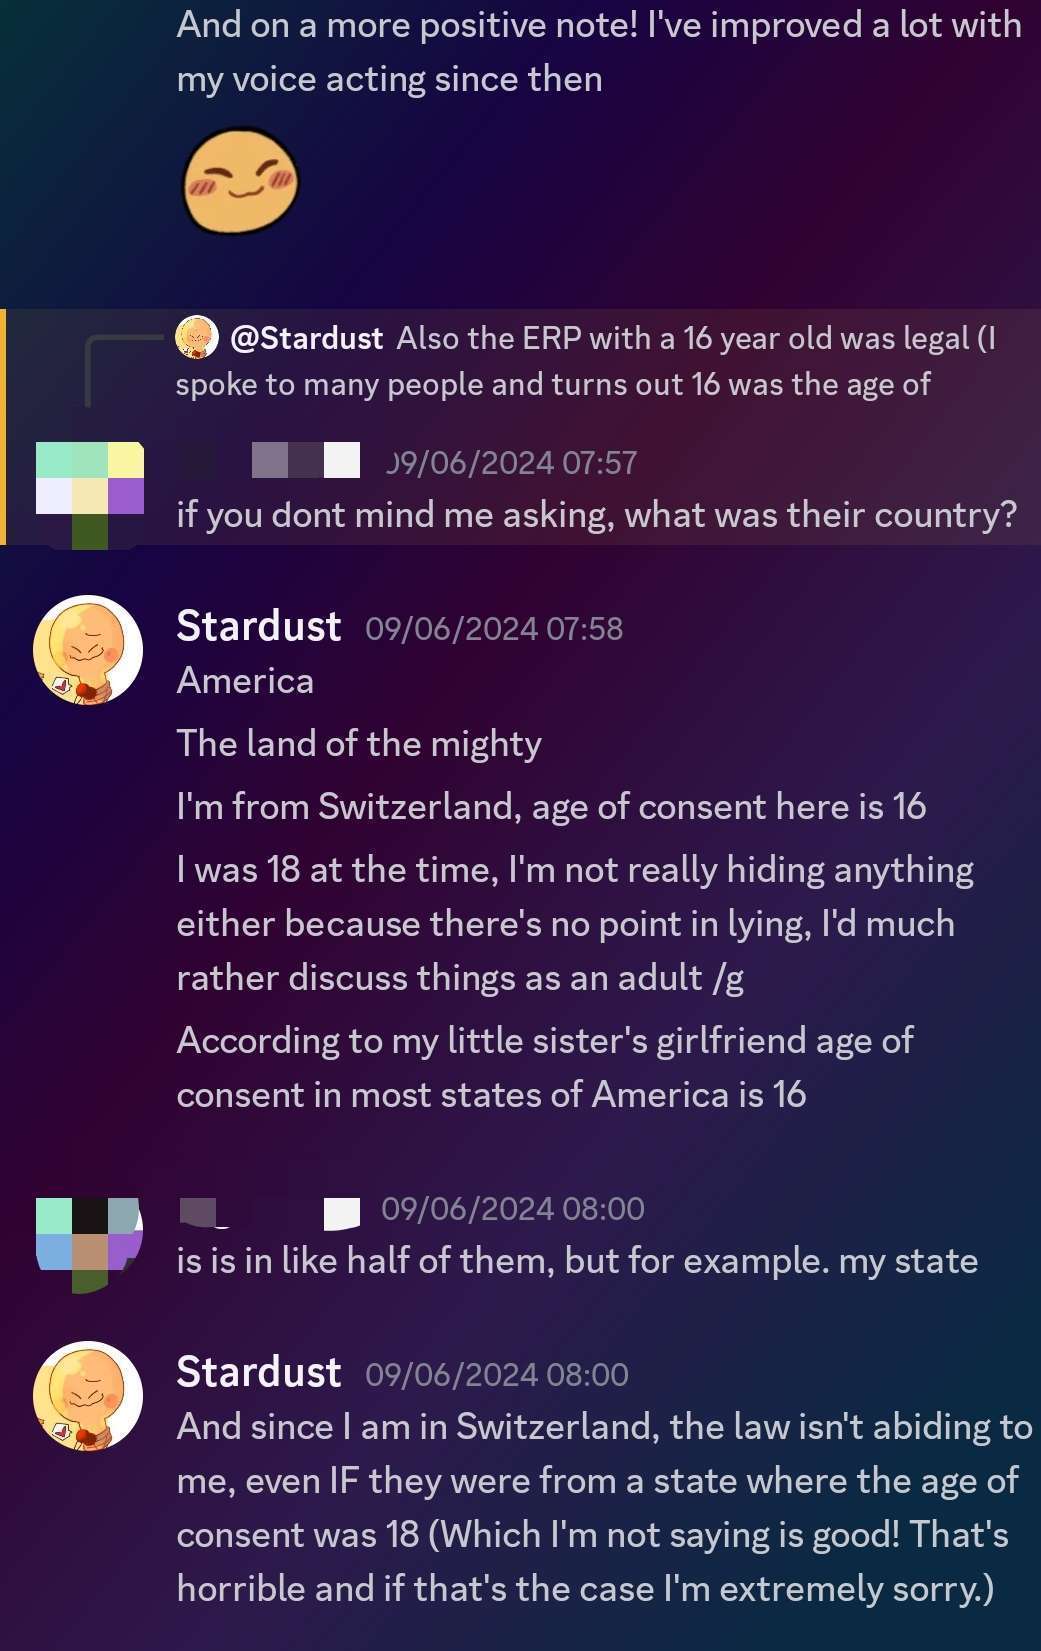 And on a more positive note! I've improved a lot with
my voice acting since then
@Stardust Also the ERP with a 16 year old was legal (I
spoke to many people and turns out 16 was the age of
09/06/2024 07:57
if you dont mind me asking, what was their country?
Stardust 09/06/2024 07:58
America
The land of the mighty
I'm from Switzerland, age of consent here is 16
I was 18 at the time, I'm not really hiding anything
either because there's no point in lying, I'd much
rather discuss things as an adult /g
According to my little sister's girlfriend age of
consent in most states of America is 16
09/06/2024 08:00
is is in like half of them, but for example. my state
Stardust 09/06/2024 08:00
And since I am in Switzerland, the law isn't abiding to
me, even IF they were from a state where the age of
consent was 18 (Which I'm not saying is good! That's
horrible and if that's the case I'm extremely sorry.)